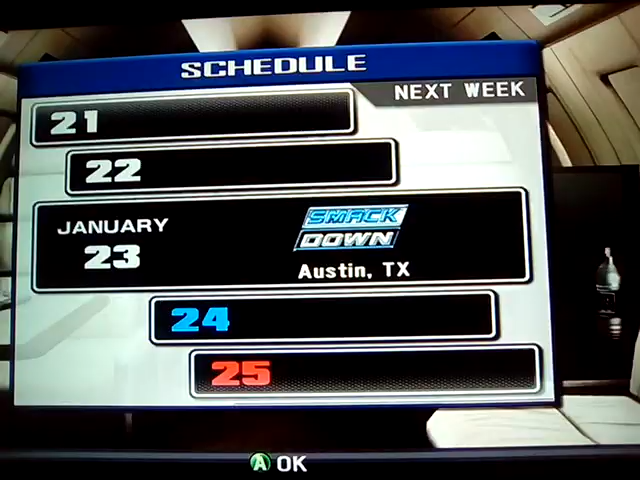 SCHEDULE
NEXT WEEK
21
22
JANUARY
23
SMACK
DOWN
Austin, TX
24
25
A OK